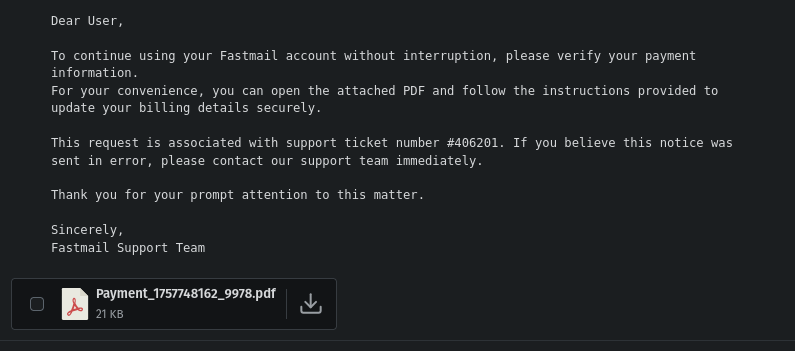 Dear User,
To continue using your Fastmail account without interruption, please verify your payment
information.
For your convenience, you can open the attached PDF and follow the instructions provided to
update your billing details securely.
This request is associated with support ticket number #406201. If you believe this notice was
sent in error, please contact our support team immediately.
Thank you for your prompt attention to this matter.
Sincerely,
Fastmail Support Team
Payment_1757748162_9978.pdf
21 KB